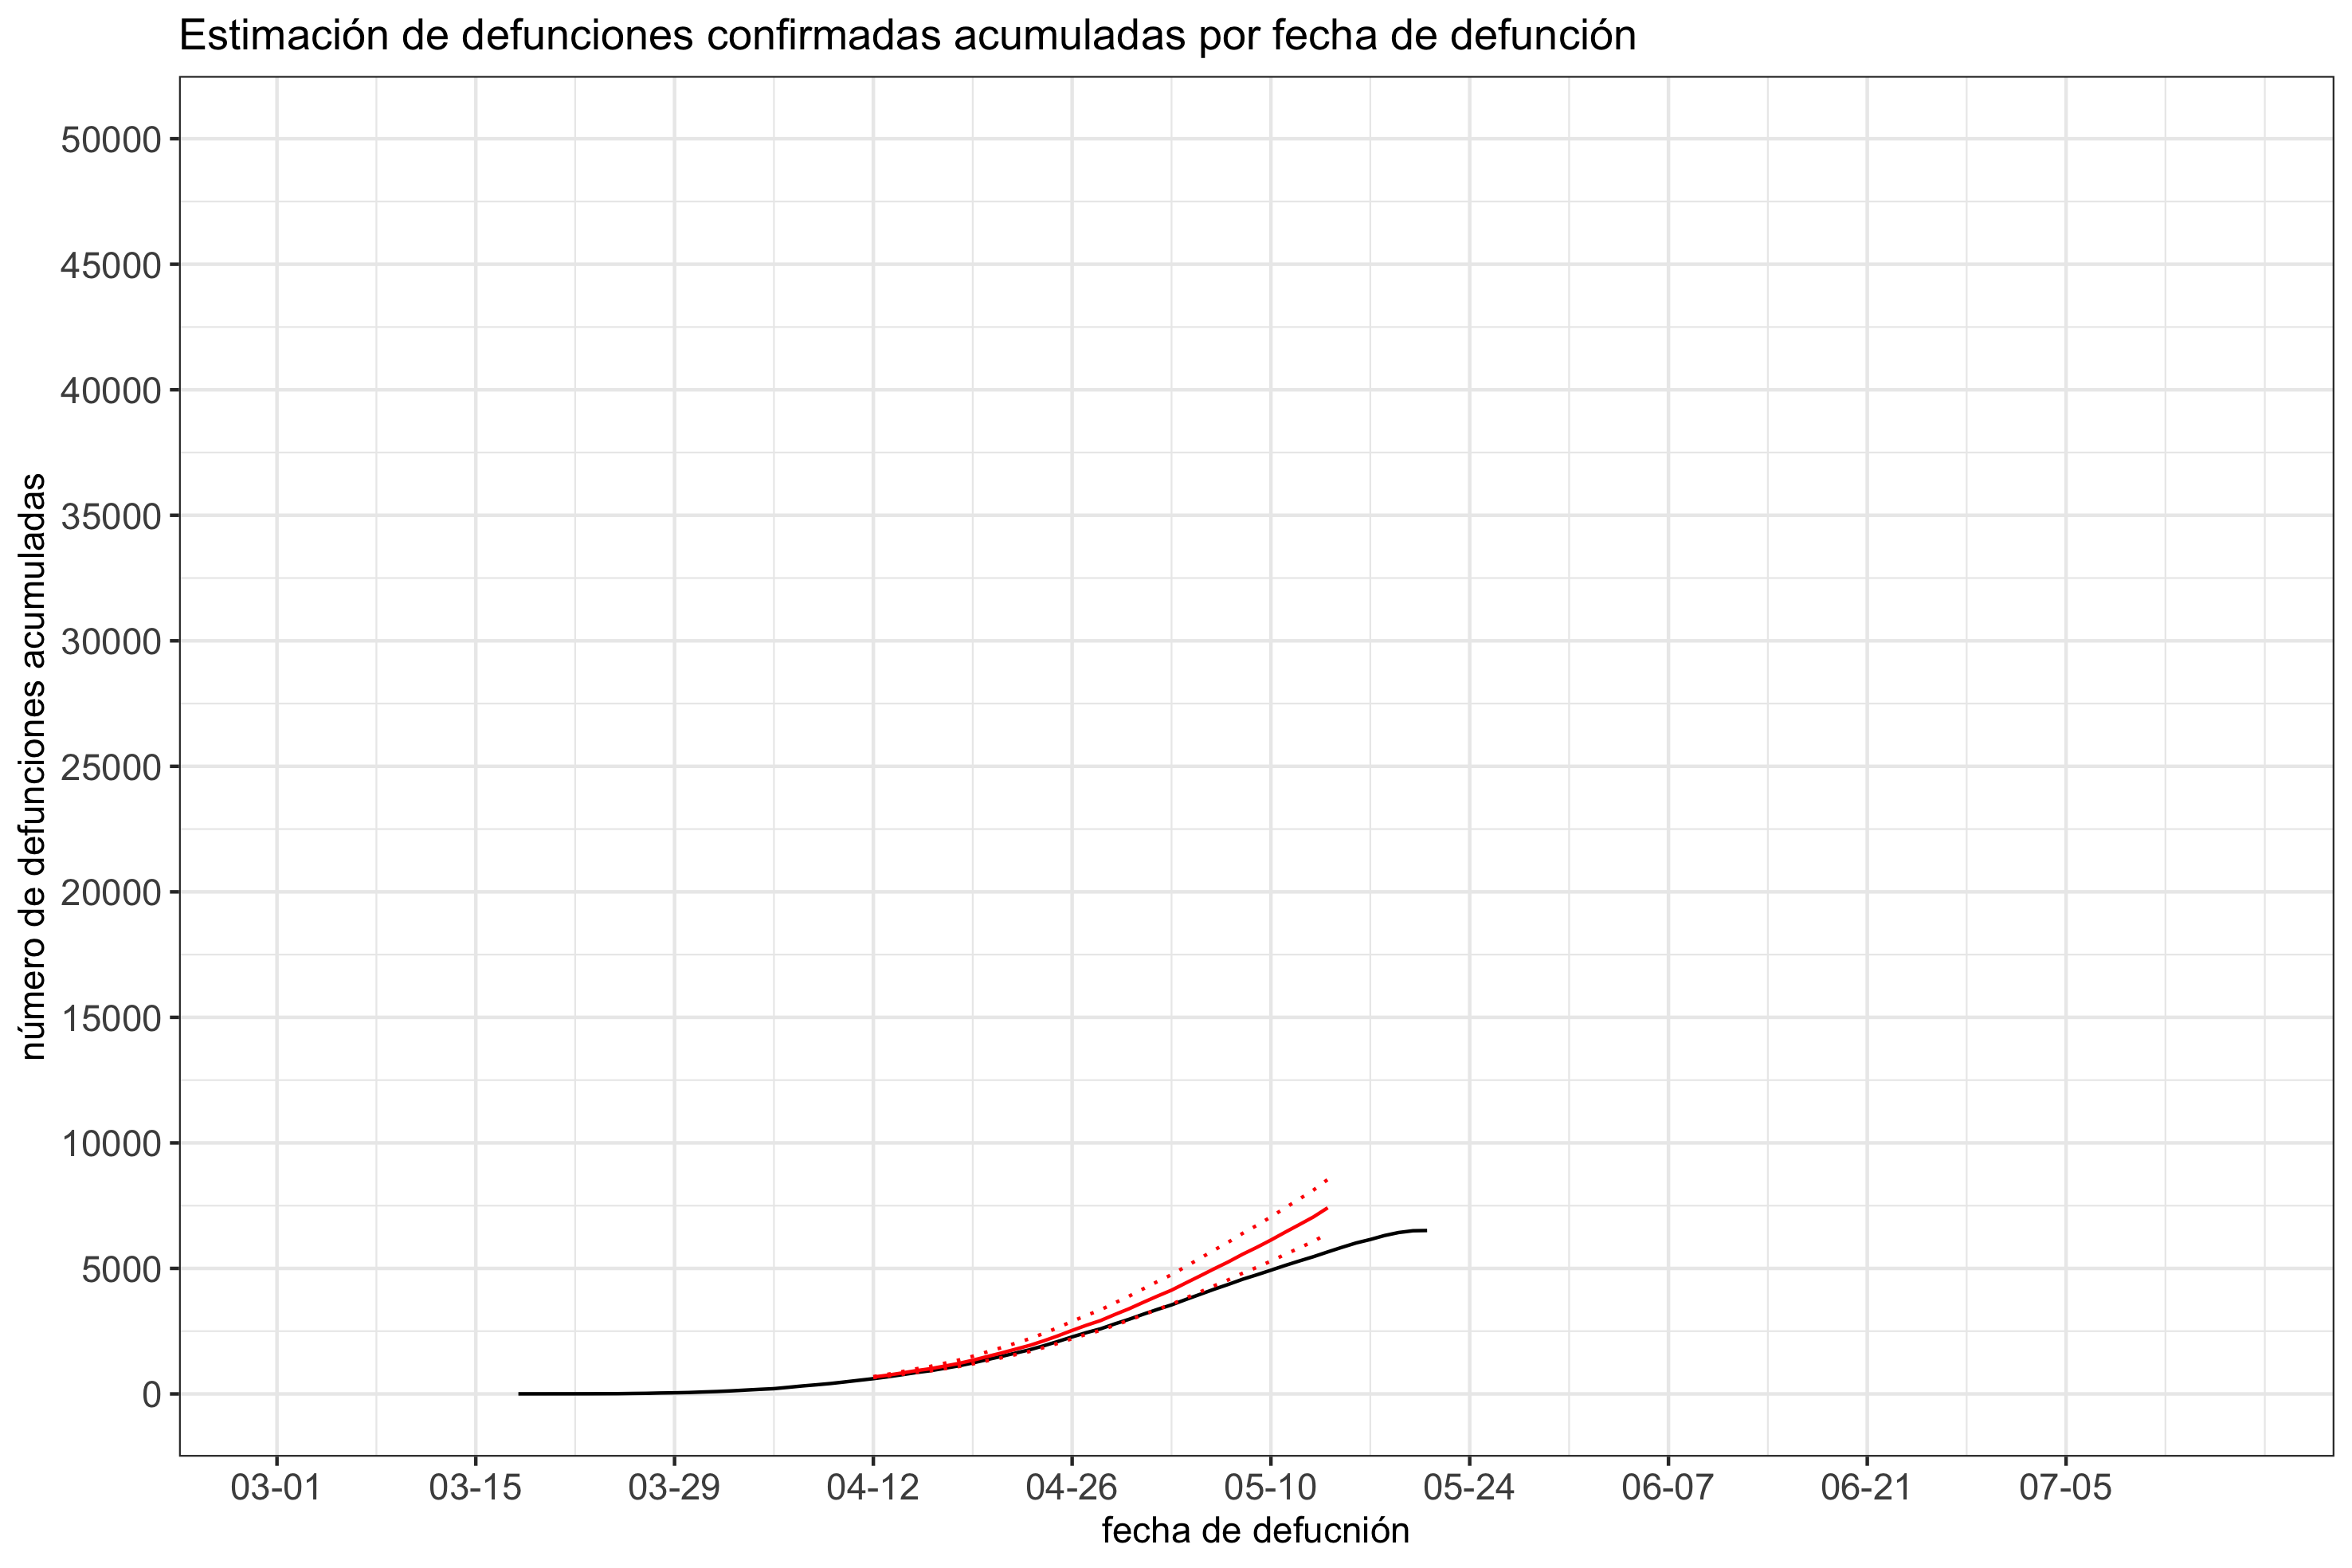 Estimación de defunciones confirmadas acumuladas por fecha de defunción
número de defunciones acumuladas
50000
45000
40000
35000
30000
25000
20000
15000
10000
5000
0
03-01 03-15 03-29 04-12 04-26 05-10 05-24 06-07 06-21 07-05
fecha de defucnión